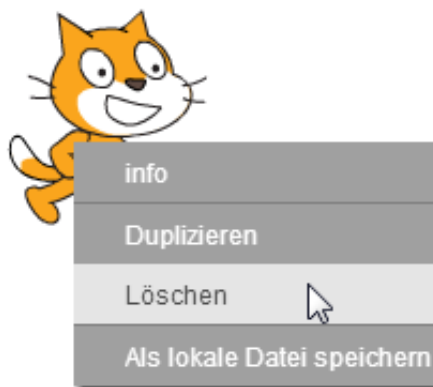 info
Duplizieren
Löschen
Als lokale Datei speichern